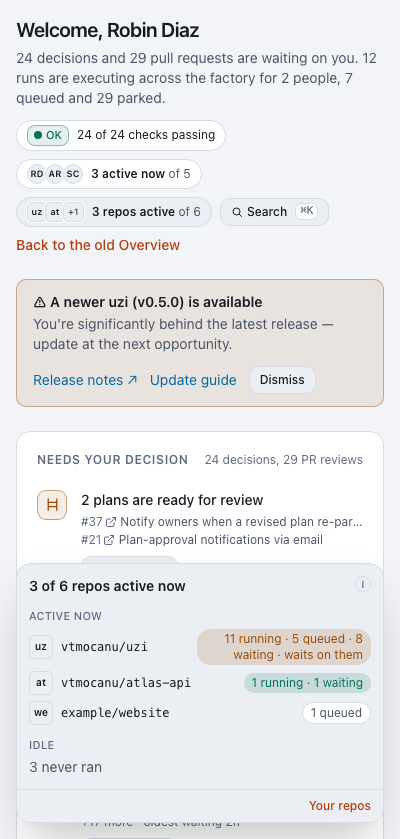 Welcome, Robin Diaz
24 decisions and 29 pull requests are waiting on you. 12
runs are executing across the factory for 2 people, 7
queued and 29 parked.
OK 24 of 24 checks passing
RD AR SC 3 active now of 5
uz at +1 3 repos active of 6 Search ⌘K
Back to the old Overview
A newer uzi (v0.5.0) is available
You're significantly behind the latest release —
update at the next opportunity.
Release notes ↗ Update guide Dismiss
NEEDS YOUR DECISION 24 decisions, 29 PR reviews
2 plans are ready for review
#37 Notify owners when a revised plan re-par...
#21 Plan-approval notifications via email
3 of 6 repos active now i
ACTIVE NOW
uz vtmocanu/uzi 11 running · 5 queued · 8
waiting · waits on them
at vtmocanu/atlas-api 1 running · 1 waiting
we example/website 1 queued
IDLE
3 never ran
Your repos